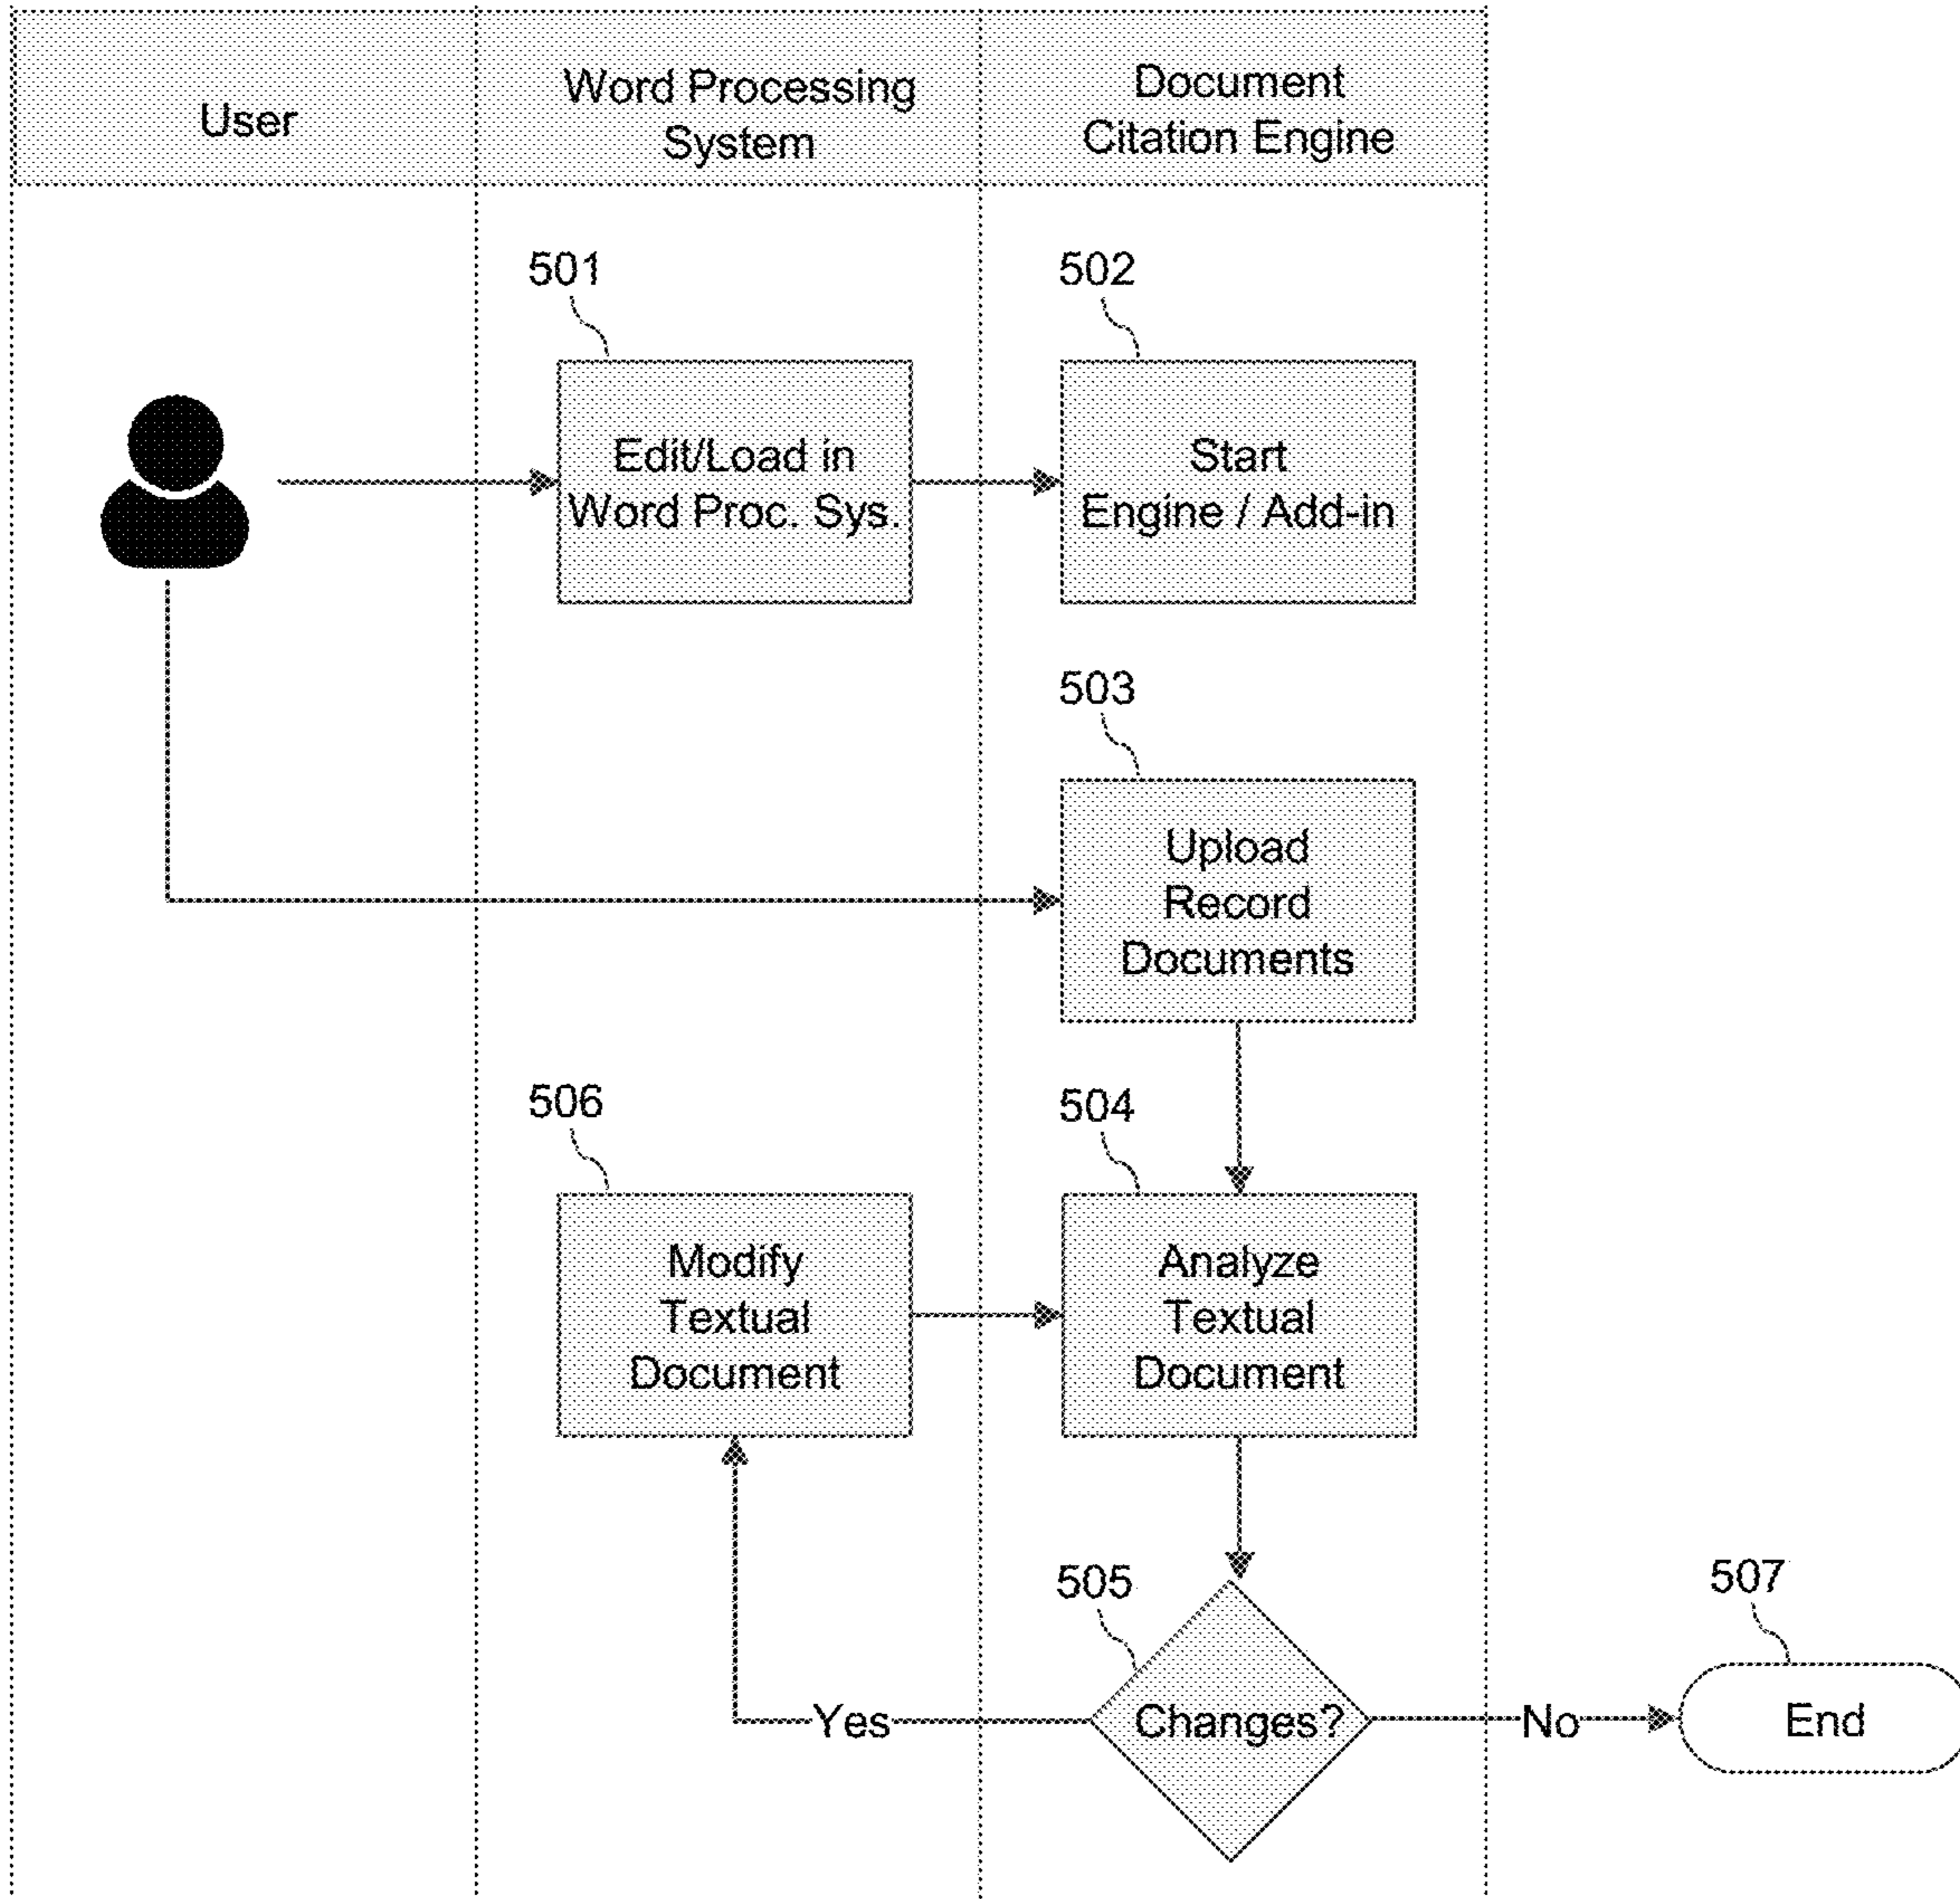 User
Word Processing
System
Document
Citation Engine
501
502
Edit/Load in
Word Proc. Sys.
Start
Engine / Add-in
503
Upload
Record
Documents
506
504
Modify
Textual
Document
Analyze
Textual
Document
505
507
Yes
Changes?
No
End